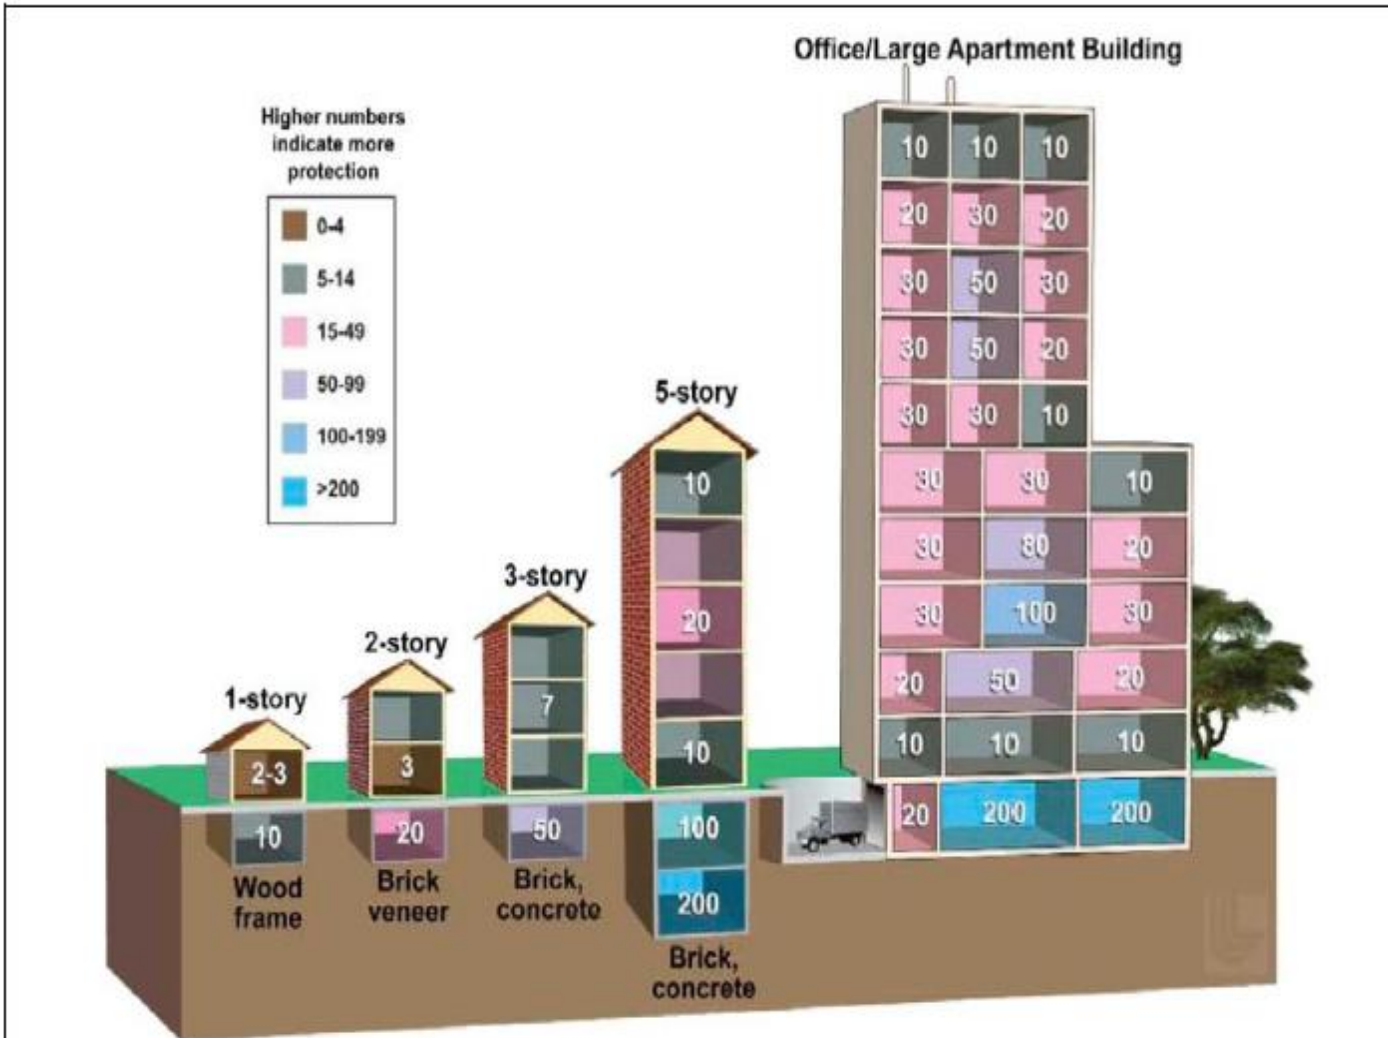 Office/Large Apartment Building
Higher numbers
indicate more
protection
0-4
5-14
15-49
50-99
100-199
>200
10 10 10
20 30 20
30 50 30
30 50 20
30 30 10
30 30 10
30 80 20
30 100 30
20 50 20
10 10 10
20 200 200
5-story
10
20
10
100
200
Brick,
concrete
3-story
7
50
Brick,
concrete
2-story
3
20
Brick
veneer
1-story
2-3
10
Wood
frame